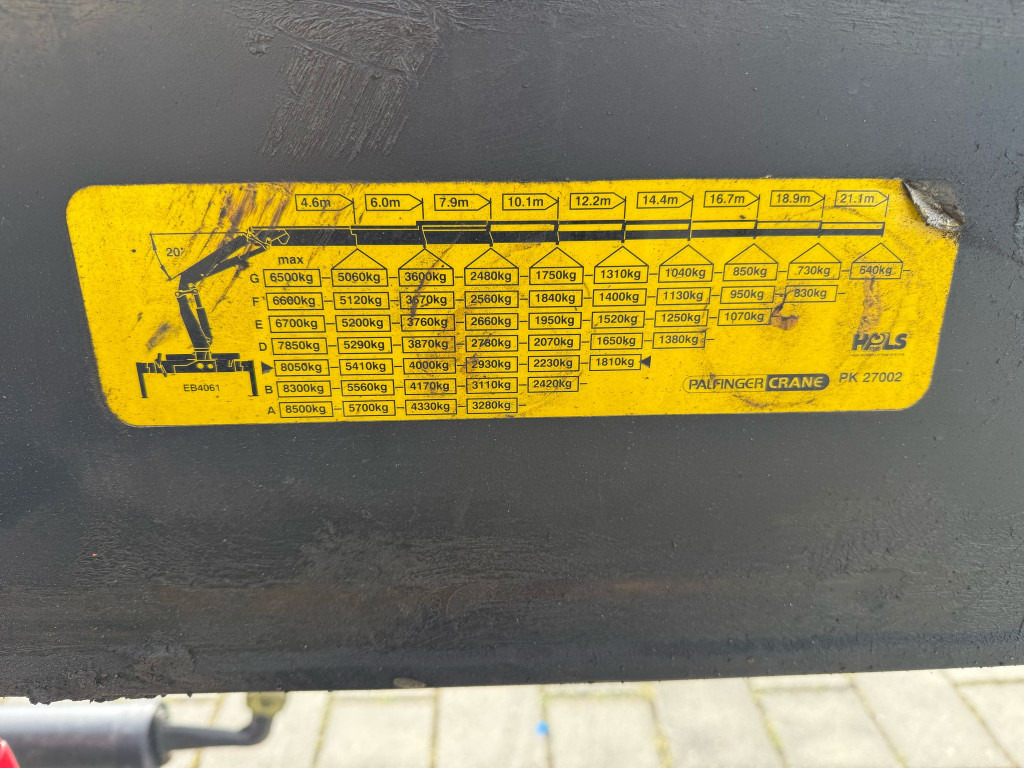 4.6m 6.0m 7.9m 10.1m 12.2m 14.4m 16.7m 18.9m 21.1m
20°
max
G 6500kg 5060kg 3600kg 2480kg 1750kg 1310kg 1040kg 850kg 730kg 640kg
F 6600kg 5120kg 3670kg 2560kg 1840kg 1400kg 1130kg 950kg 830kg
E 6700kg 5200kg 3760kg 2660kg 1950kg 1520kg 1250kg 1070kg
D 7850kg 5290kg 3870kg 2780kg 2070kg 1650kg 1380kg
8050kg 5410kg 4000kg 2930kg 2230kg 1810kg
B 8300kg 5560kg 4170kg 3110kg 2420kg
A 8500kg 5700kg 4330kg 3280kg
EB4061
HPLS
PALFINGER CRANE PK 27002